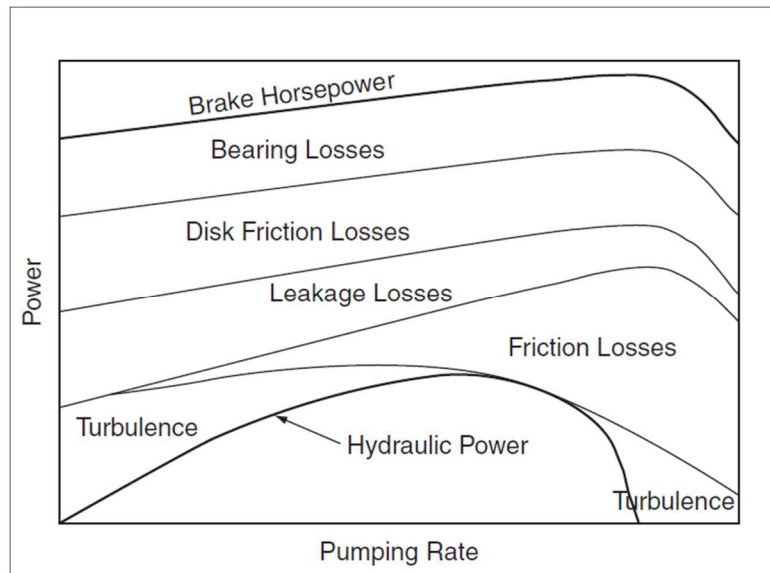 Brake Horsepower
Bearing Losses
Disk Friction Losses
Leakage Losses
Friction Losses
Turbulence
Hydraulic Power
Turbulence
Power
Pumping Rate